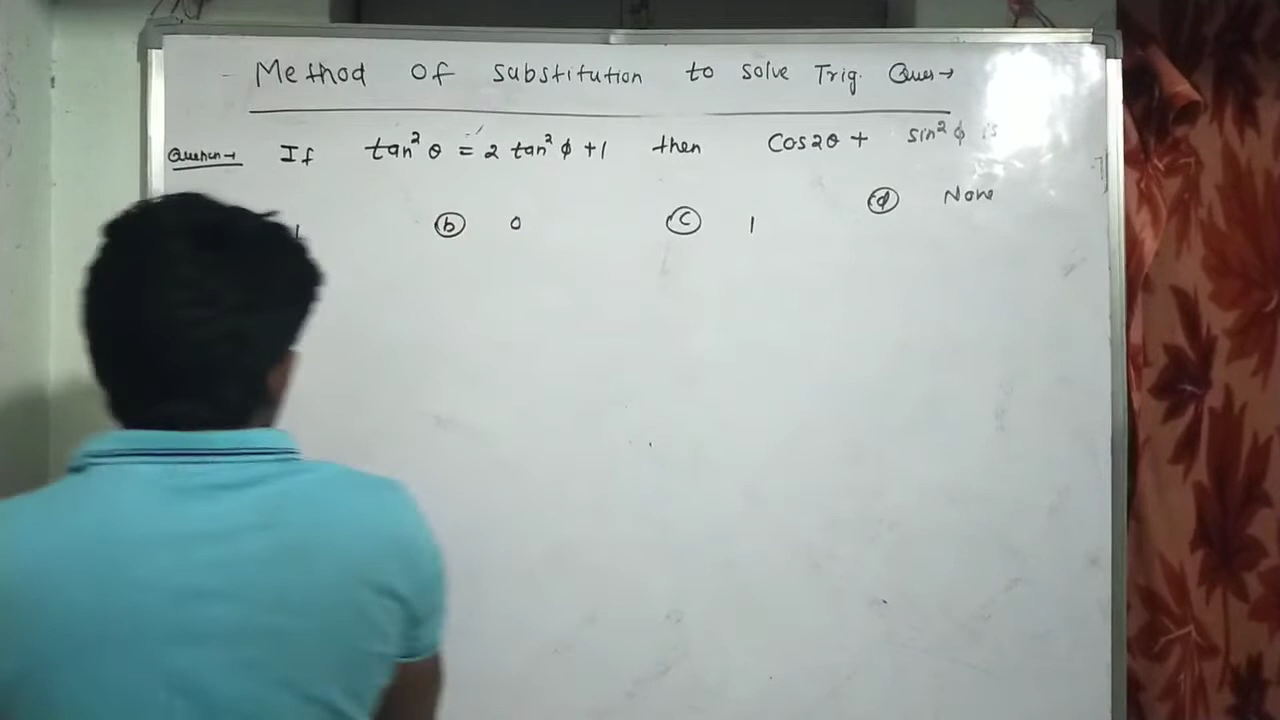 Method of substitution to solve Trig. Ques →
Question → If tan²θ = 2 tan²ϕ + 1 then cos2θ + sin²ϕ is
ⓑ 0 ⓒ 1 ⓓ None